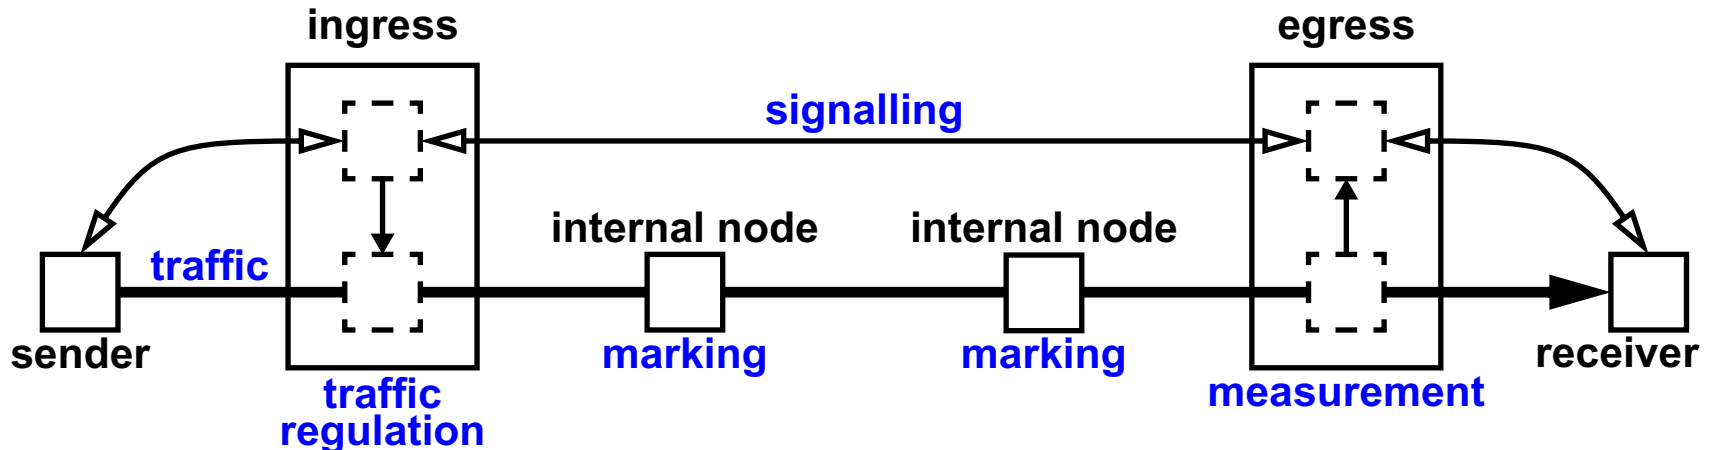 ingress
egress
signalling
internal node
internal node
traffic
sender
marking
marking
receiver
traffic
regulation
measurement